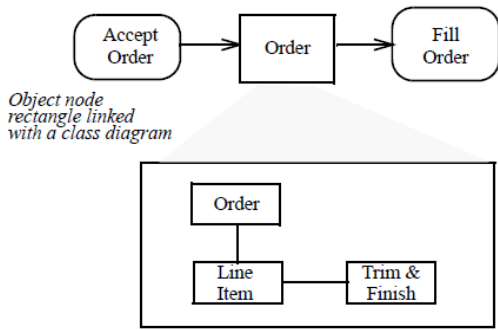 Accept
Order
Order
Fill
Order
Object node
rectangle linked
with a class diagram
Order
Line
Item
Trim &
Finish